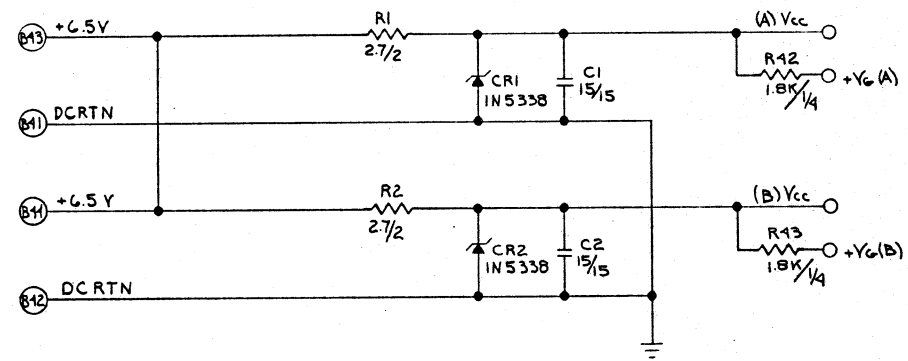 B43 +6.5V
R1
2.7/2
(A) Vcc
CR1
1N5338
C1
15/15
R42
1.8K/1/4
+VG (A)
B41 DCRTN
B44 +6.5V
R2
2.7/2
(B) Vcc
CR2
1N5338
C2
15/15
R43
1.8K/1/4
+VG(B)
B42 DCRTN